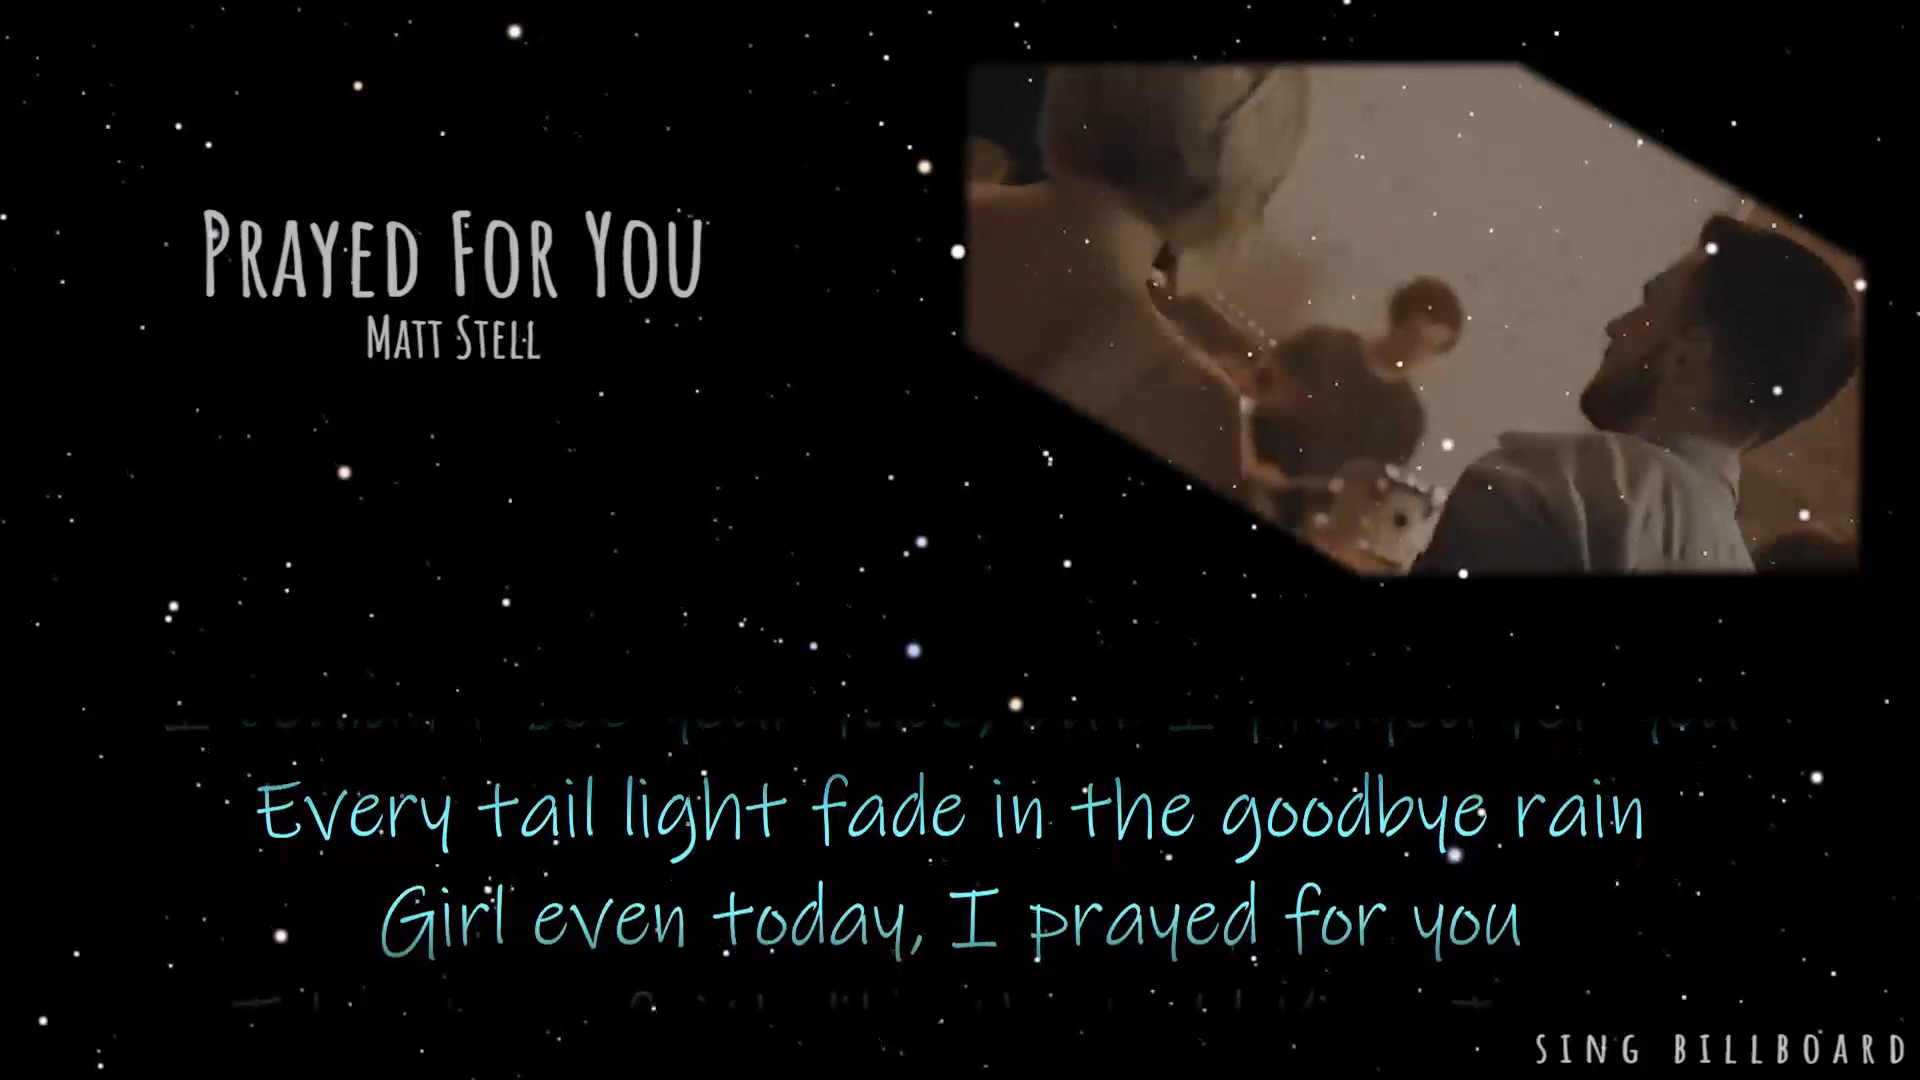 Prayed For You
Matt Stell
Every tail light fade in the goodbye rain
Girl even today, I prayed for you
SING BILLBOARD